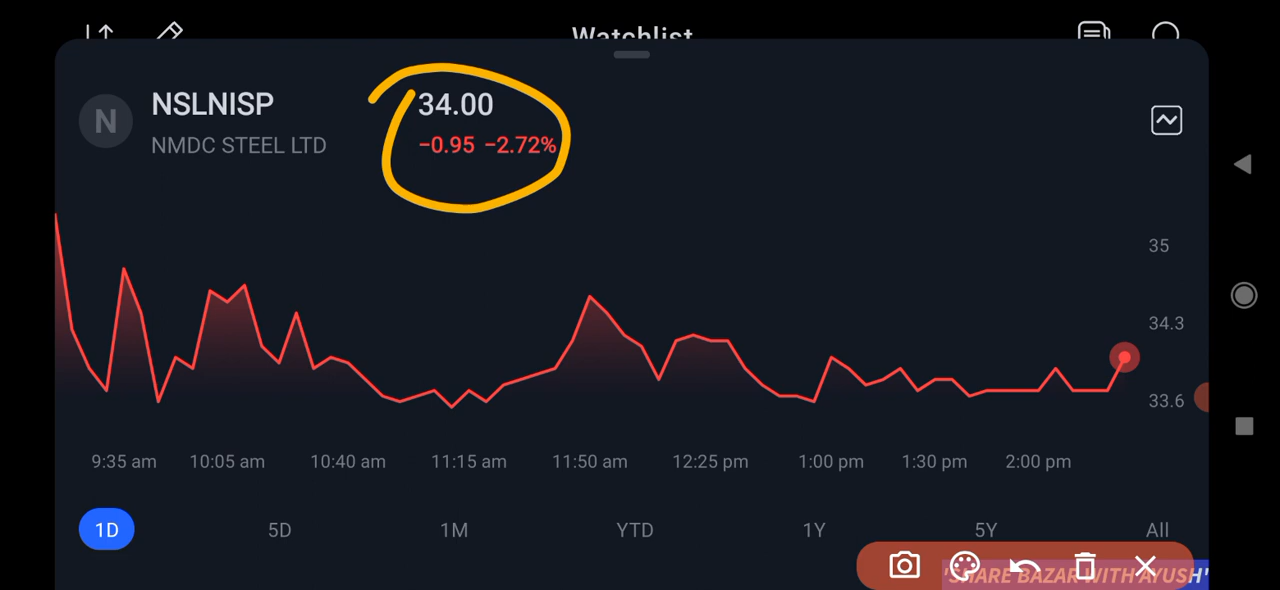 Watchlist
N
NSLNISP
34.00
NMDC STEEL LTD
−0.95 −2.72%
35
34.3
33.6
9:35 am 10:05 am 10:40 am 11:15 am 11:50 am 12:25 pm 1:00 pm 1:30 pm 2:00 pm
1D 5D 1M YTD 1Y 5Y All
'SHARE BAZAR WITH AYUSH'